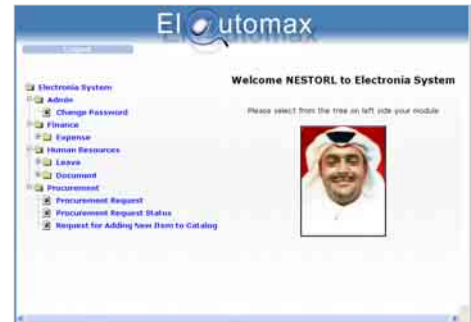 El utomax
Logout
Welcome NESTORL to Electronia System
Please select from the tree on left side your module
Electronia System
Admin
Change Password
Finance
Expense
Human Resources
Leave
Document
Procurement
Procurement Request
Procurement Request Status
Request for Adding New Item to Catalog